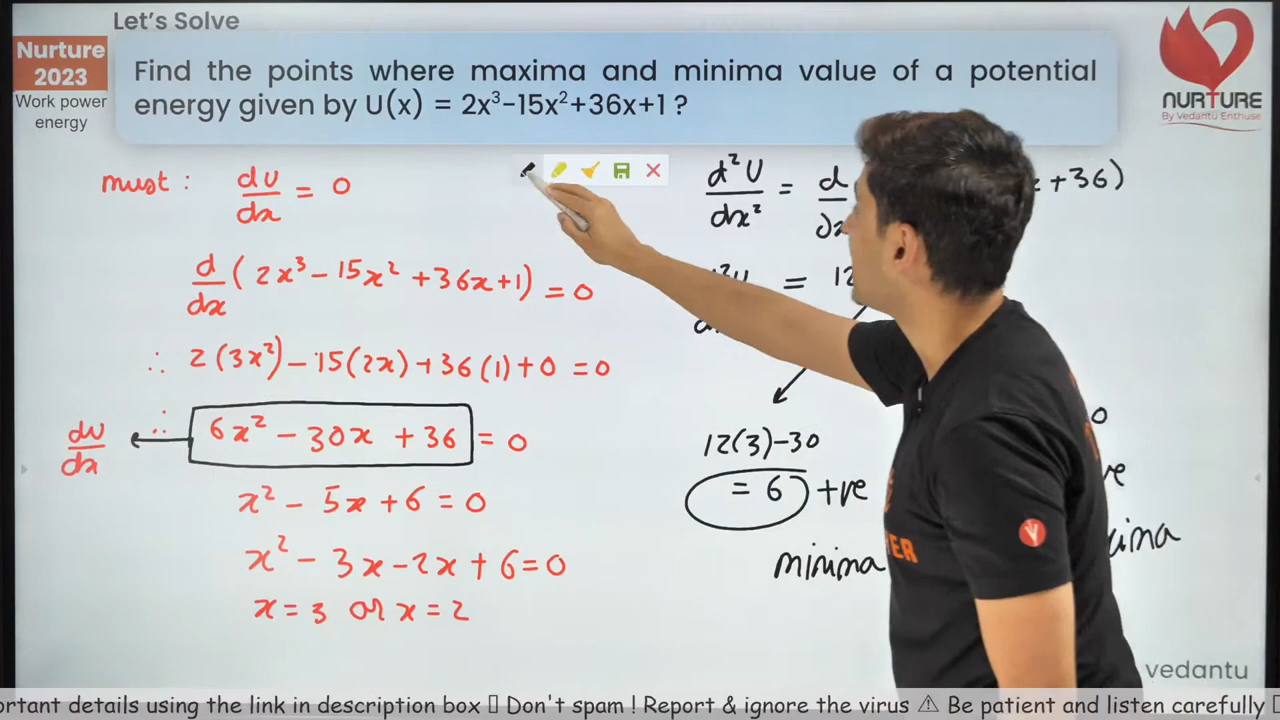 Let's Solve
Nurture
2023
Work power
energy
Find the points where maxima and minima value of a potential
energy given by U(x) = 2x³-15x²+36x+1 ?
NURTURE
By Vedantu Enthuse
must : dU/dx = 0
d/dx (2x³ - 15x² + 36x + 1) = 0
∴ 2(3x²) - 15(2x) + 36(1) + 0 = 0
dU/dx ← ∴ 6x² - 30x + 36 = 0
x² - 5x + 6 = 0
x² - 3x - 2x + 6 = 0
x = 3 or x = 2
d²U/dx² = d +36)
= 12
12(3)-30
= 6 +ve
minima
vedantu
ortant details using the link in description box ▯ Don't spam ! Report & ignore the virus ⚠ Be patient and listen carefully